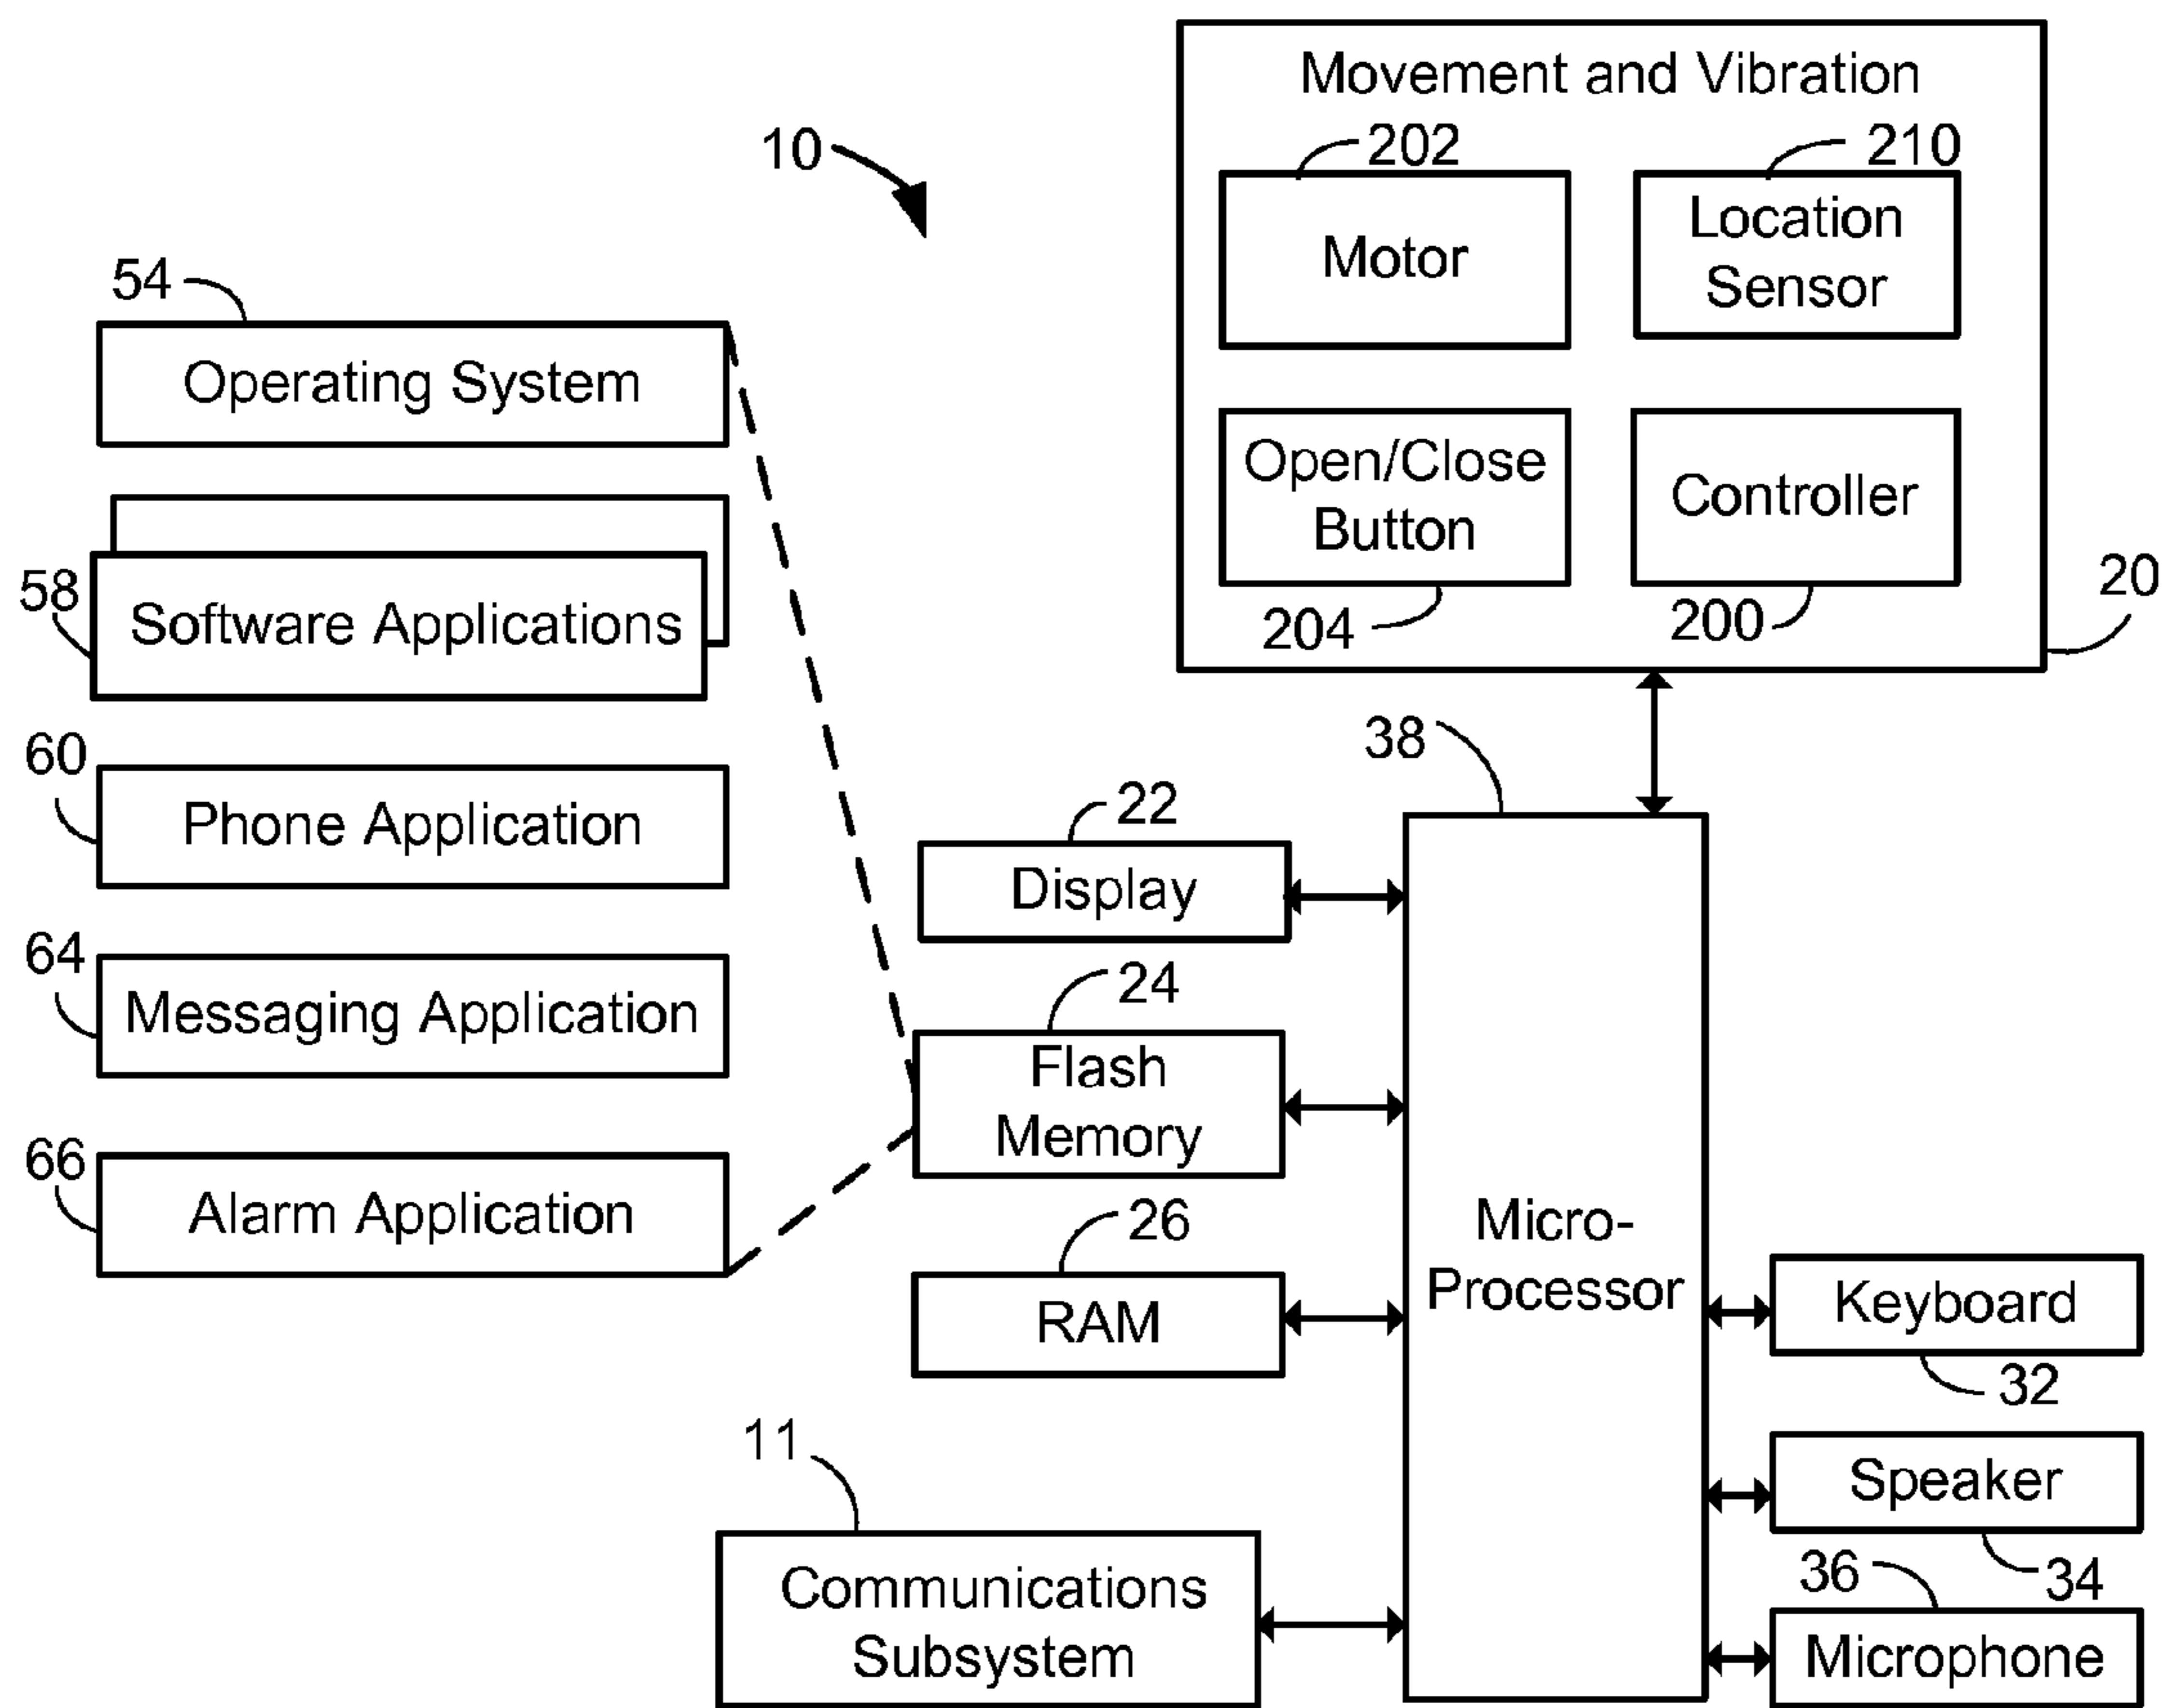 Movement and Vibration
10
202
210
Motor
Location
Sensor
54
Operating System
Open/Close
Button
Controller
204
200
20
58
Software Applications
60
Phone Application
38
22
Display
64
Messaging Application
24
Flash
Memory
66
Alarm Application
26
RAM
Micro-
Processor
Keyboard
32
11
Communications
Subsystem
Speaker
34
36
Microphone